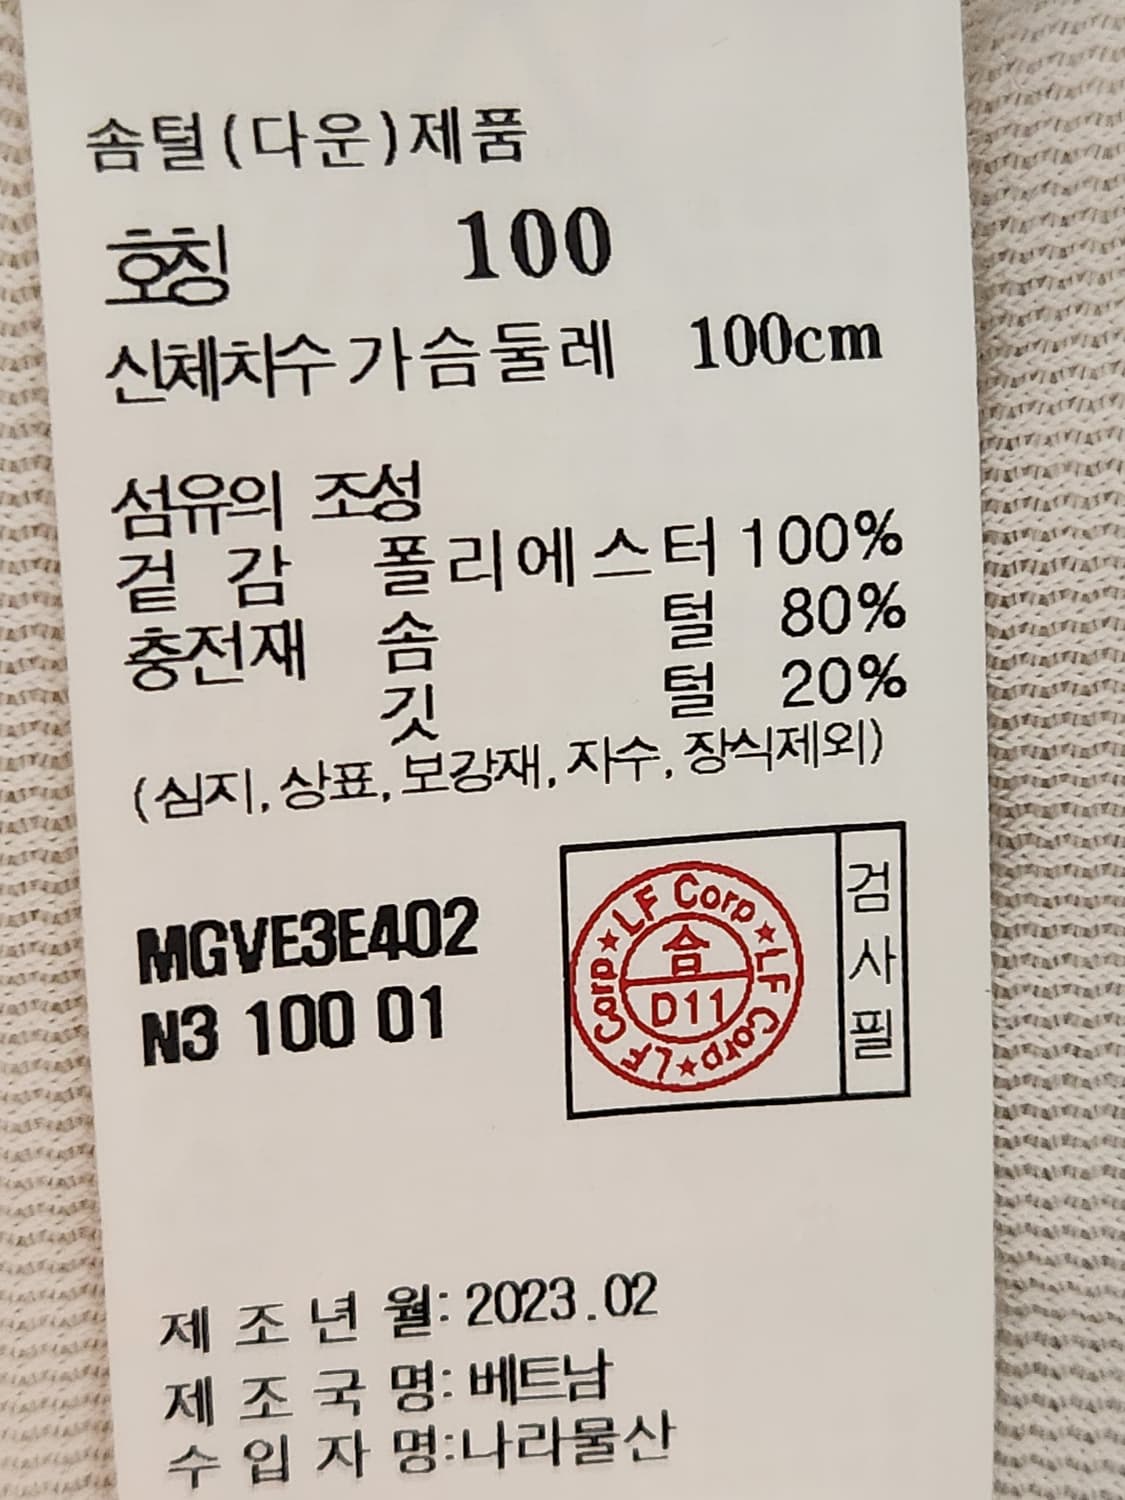 솜털(다운)제품
호칭 100
신체치수 가슴둘레 100cm
섬유의 조성
겉 감 폴리에스터 100%
충전재 솜 털 80%
깃 털 20%
(심지, 상표, 보강재, 자수, 장식제외)
MGVE3E402
N3 100 01
LF Corp ★ LF Corp ★ LF Corp ★
합
D11
검사필
제 조 년 월: 2023.02
제 조 국 명: 베트남
수 입 자 명:나라물산